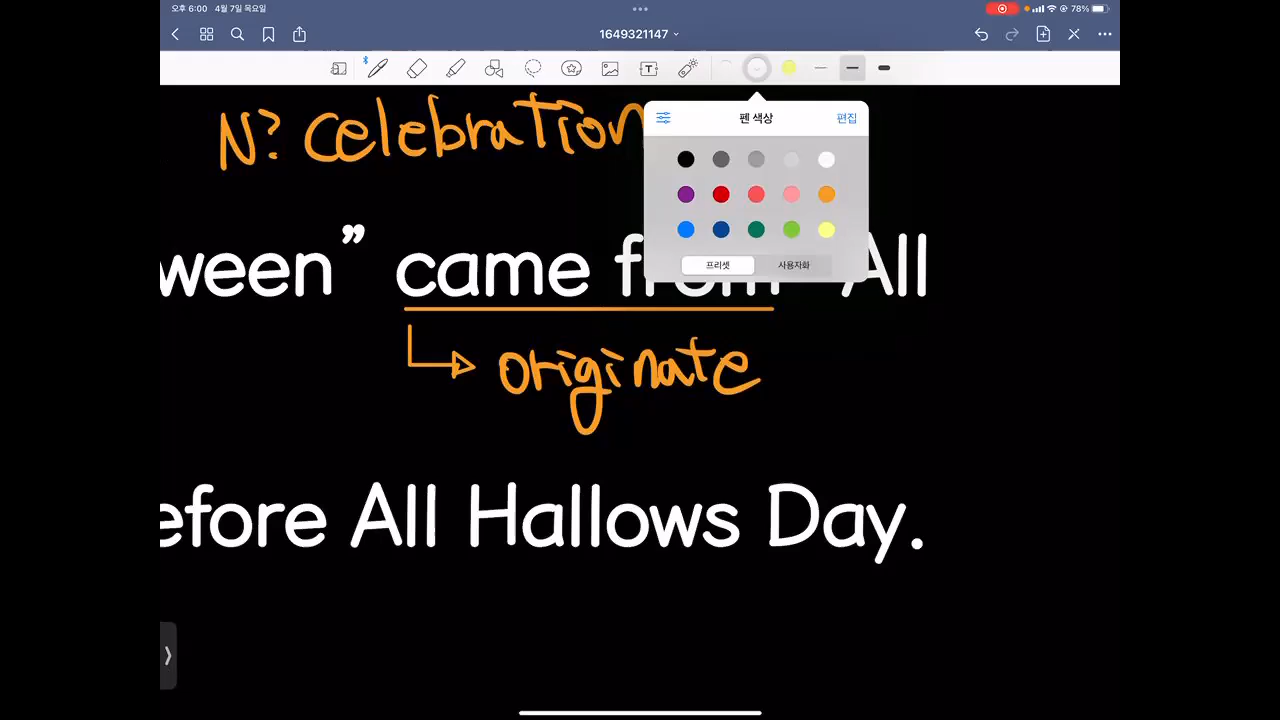 오후 6:00 4월 7일 목요일
78%
1649321147
펜 색상
편집
프리셋
사용자화
N? celebration
ween” came from “All
originate
efore All Hallows Day.